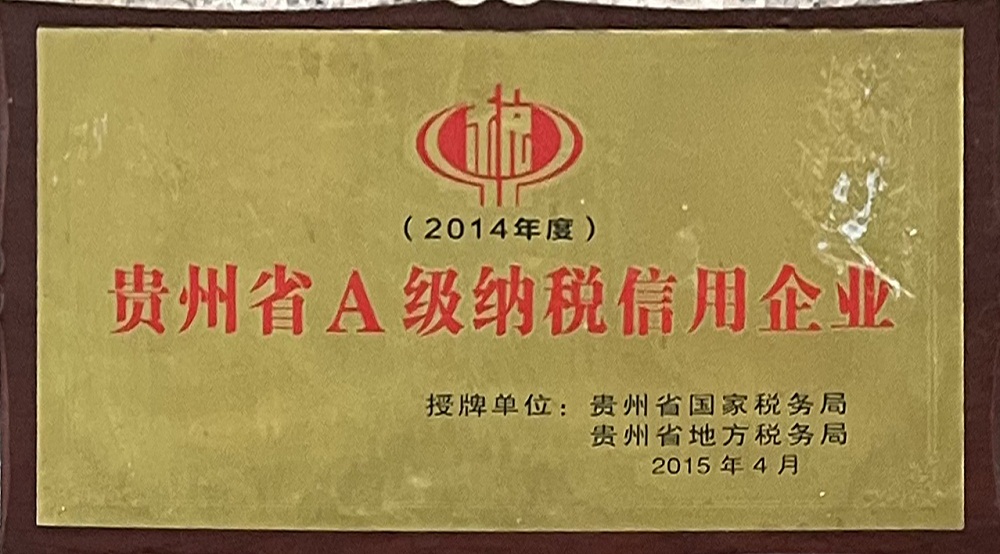 税
（2014年度）
贵州省A级纳税信用企业
授牌单位：贵州省国家税务局
贵州省地方税务局
2015年4月